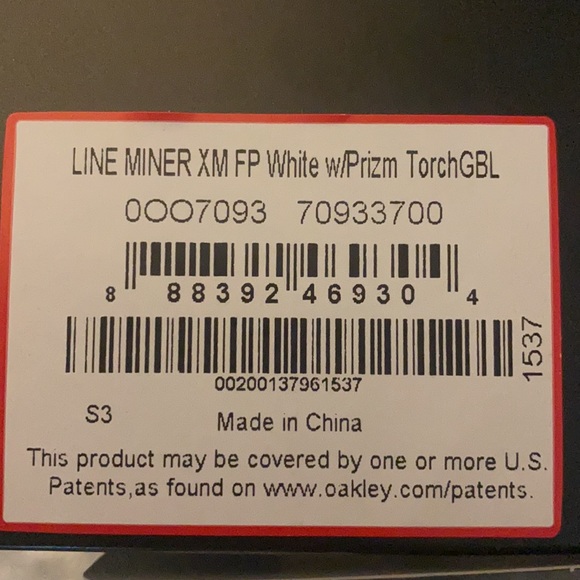 LINE MINER XM FP White w/Prizm TorchGBL
0OO7093 70933700
8 88392 46930 4
1537
00200137961537
S3
Made in China
This product may be covered by one or more U.S.
Patents,as found on www.oakley.com/patents.